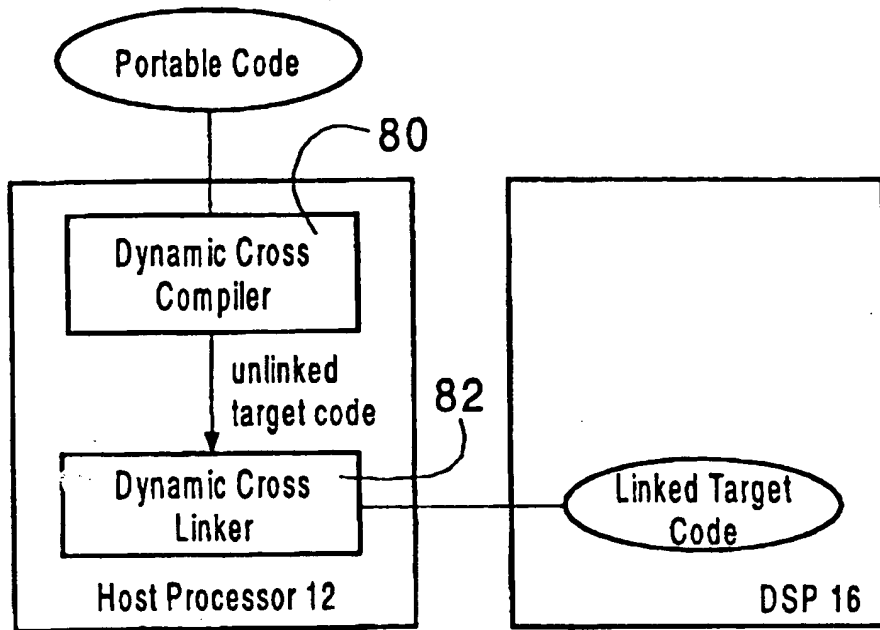 Portable Code
80
Dynamic Cross
Compiler
unlinked
target code
82
Dynamic Cross
Linker
Linked Target
Code
Host Processor 12
DSP 16